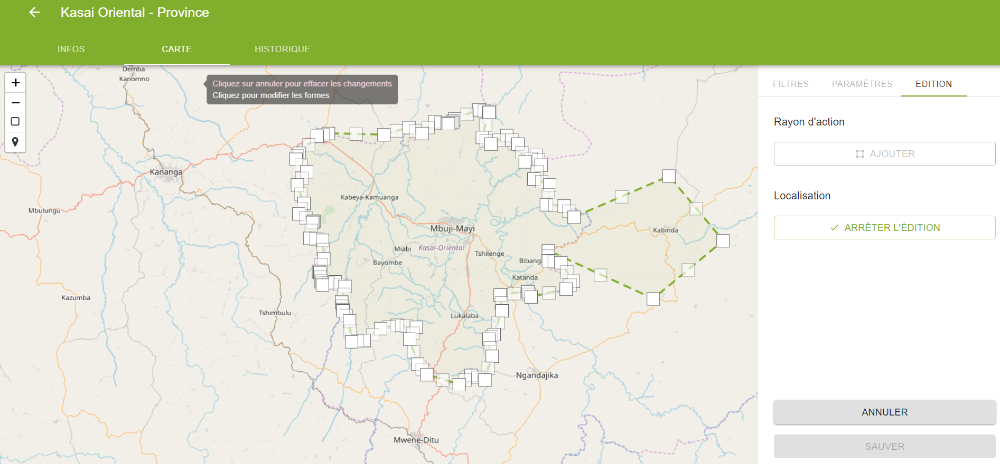 Kasai Oriental - Province
INFOS
CARTE
HISTORIQUE
Demba
Kanomno
Cliquez sur annuler pour effacer les changements
Cliquez pour modifier les formes
+
−
Kananga
Kabeya-Kamuanga
Mbulungu
Mbuji-Mayi
Kabinda
Miabi
Kasaï-Oriental
Tshilenge
Bayombe
Bibanga
Katanda
Kazumba
Tshimbulu
Lukalaba
Ngandajika
Mwene-Ditu
FILTRES
PARAMÈTRES
EDITION
Rayon d'action
AJOUTER
Localisation
ARRÊTER L'ÉDITION
ANNULER
SAUVER